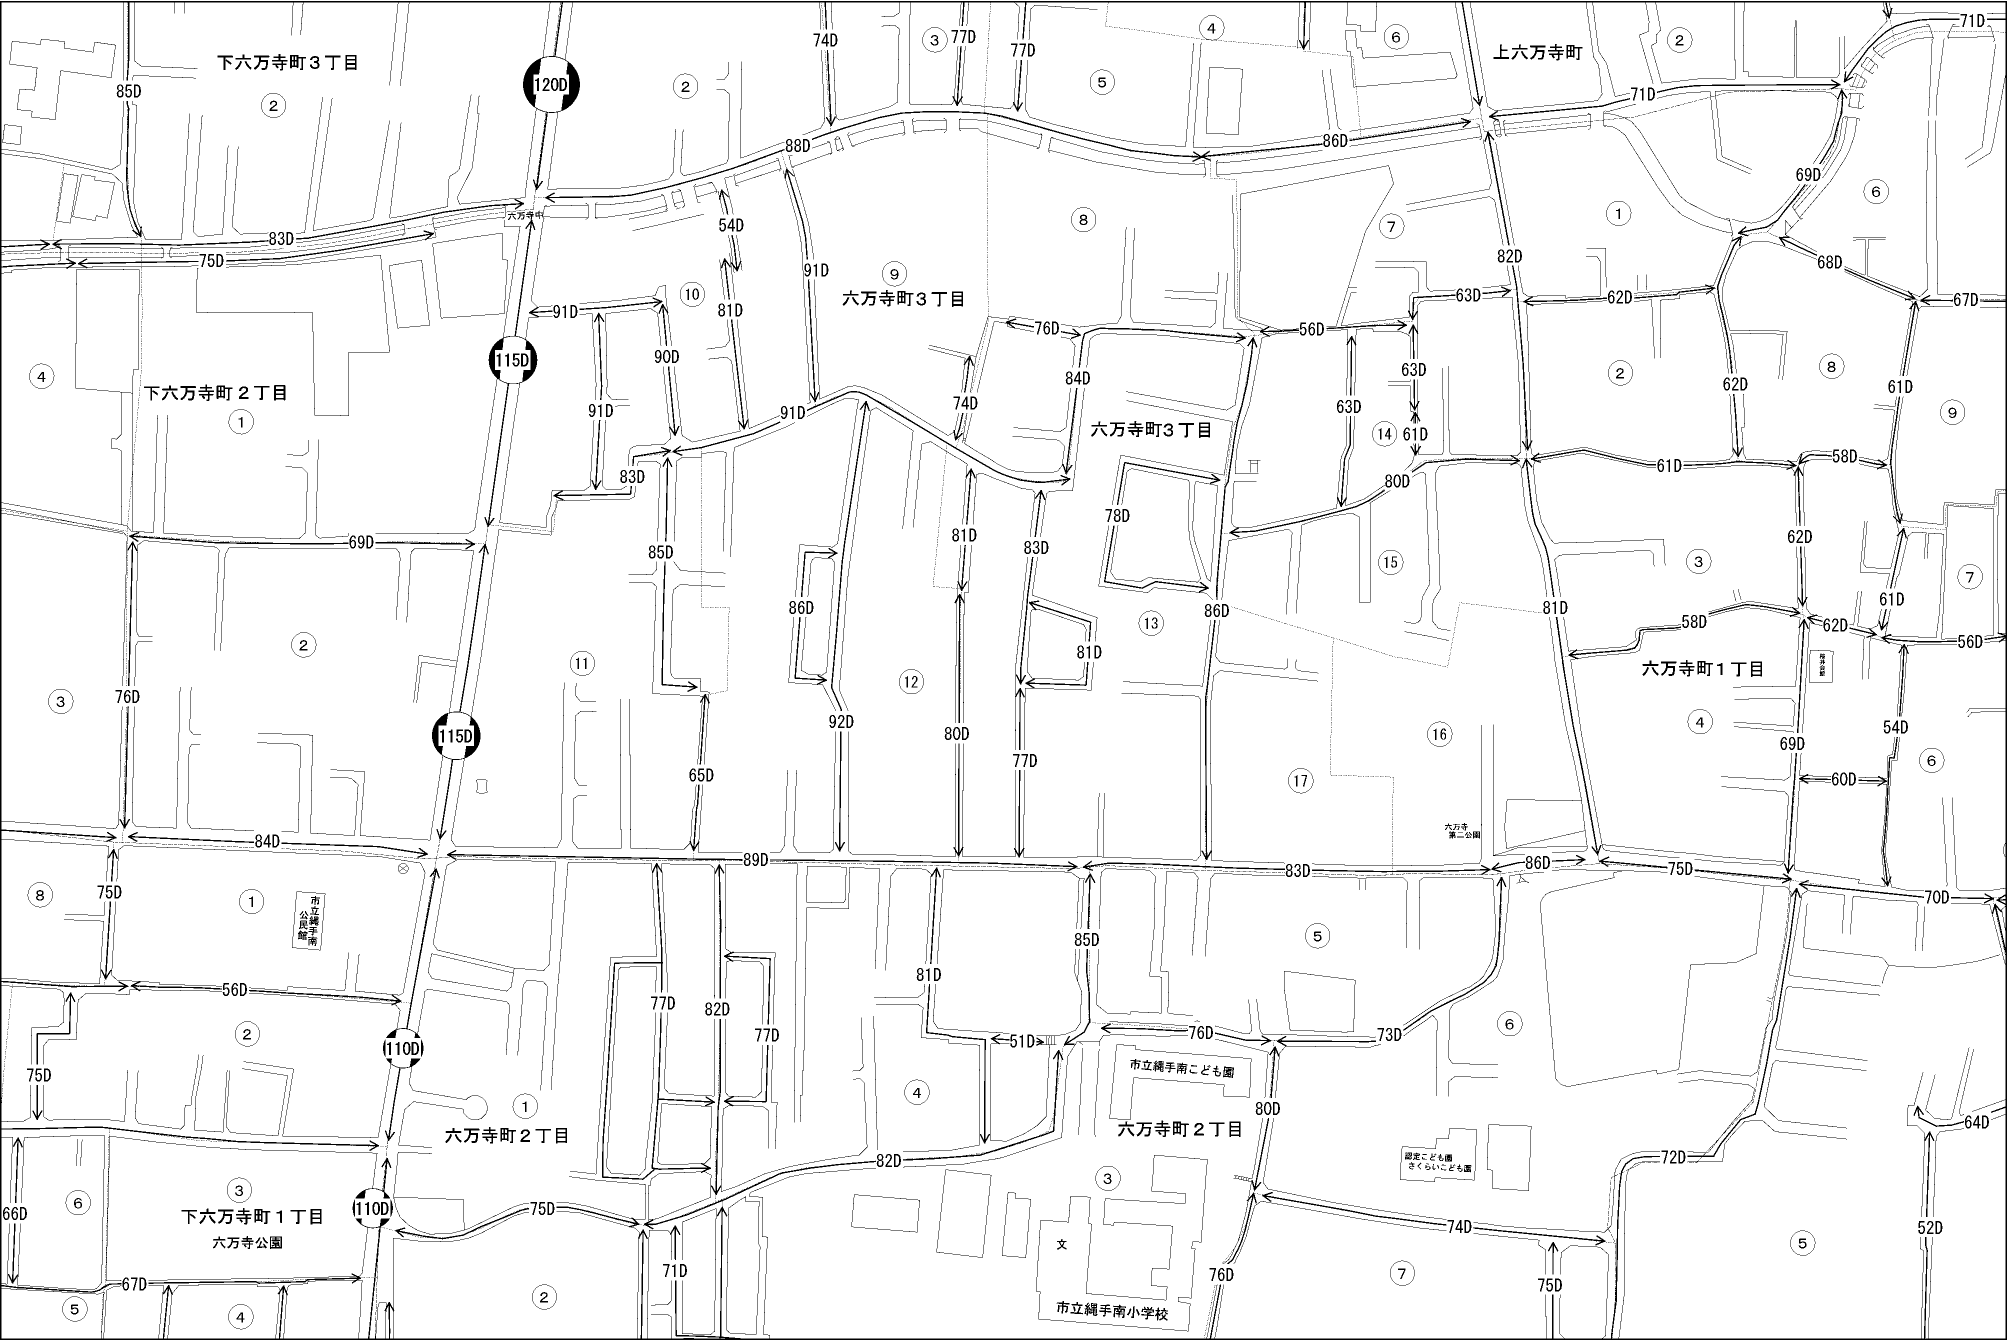 77D
71D
74D
③
77D
④
⑥
②
上六万寺町
下六万寺町３丁目
②
85D
120D
②
⑤
71D
88D
86D
69D
⑥
六万寺中
83D
75D
54D
⑧
⑦
①
82D
68D
⑨
91D
六万寺町３丁目
⑩
81D
91D
63D
62D
67D
④
下六万寺町２丁目
①
115D
90D
91D
91D
76D
56D
84D
74D
63D
63D
②
62D
⑧
61D
⑨
六万寺町３丁目
⑭
61D
83D
80D
61D
58D
69D
85D
81D
83D
78D
⑮
62D
③
⑦
76D
②
③
⑪
86D
⑫
81D
⑬
86D
81D
58D
62D
61D
56D
六万寺町１丁目
桜井会館
115D
65D
92D
80D
77D
⑯
⑰
④
69D
54D
60D
⑥
六万寺
第二公園
84D
89D
83D
86D
75D
70D
⑧
75D
①
市立縄手南
公民館
⑤
85D
81D
56D
77D
82D
77D
②
110D
51D
76D
73D
⑥
75D
市立縄手南こども園
④
80D
①
六万寺町２丁目
六万寺町２丁目
64D
82D
認定こども園
さくらいこども園
72D
③
⑥
③
66D
下六万寺町１丁目
六万寺公園
110D
75D
74D
52D
⑤
文
67D
71D
76D
⑦
75D
⑤
④
②
市立縄手南小学校